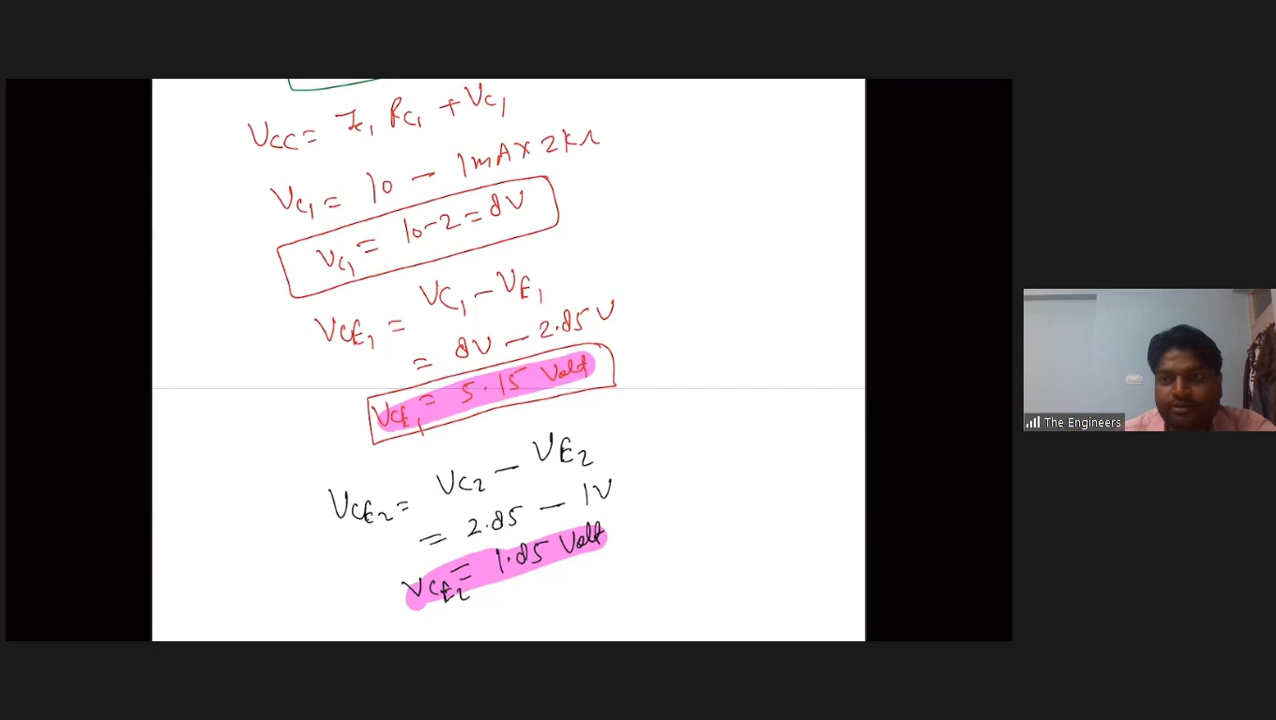 VCC = I₁ RC₁ + VC₁
VC₁ = 10 - 1mA × 2kΩ
VC₁ = 10-2 = 8V
VCE₁ = VC₁ - VE₁
= 8V - 2.85 V
VCE₁ = 5.15 Volt
VCE₂ = VC₂ - VE₂
= 2.85 - 1V
VCE₂ = 1.85 Volt
The Engineers